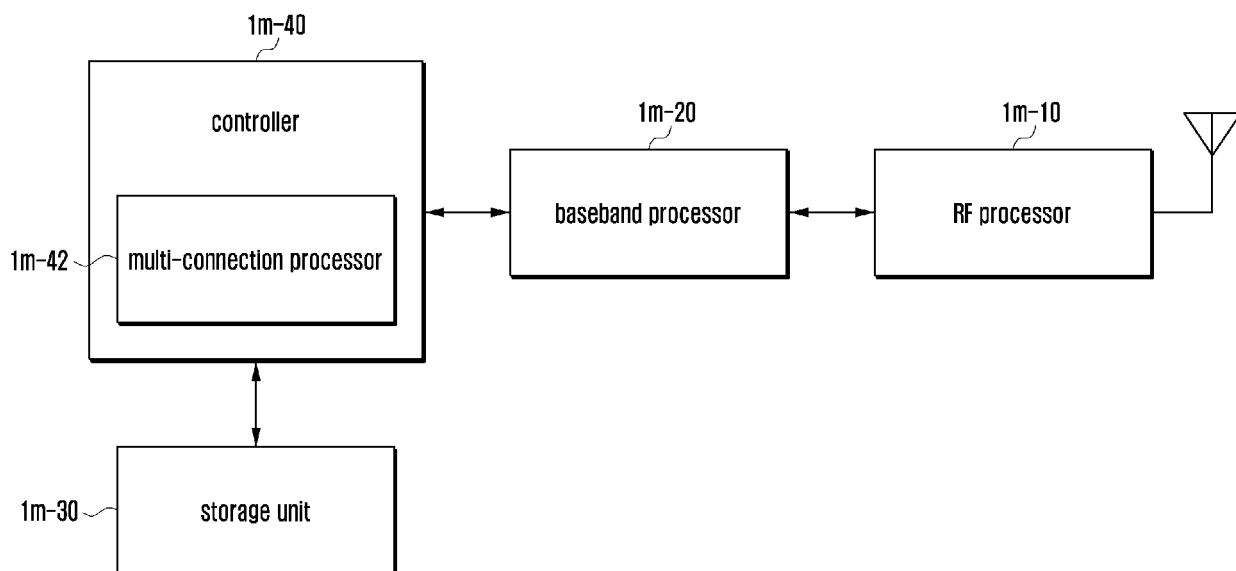 1m-40
controller
1m-20
1m-10
baseband processor
RF processor
1m-42
multi-connection processor
1m-30
storage unit